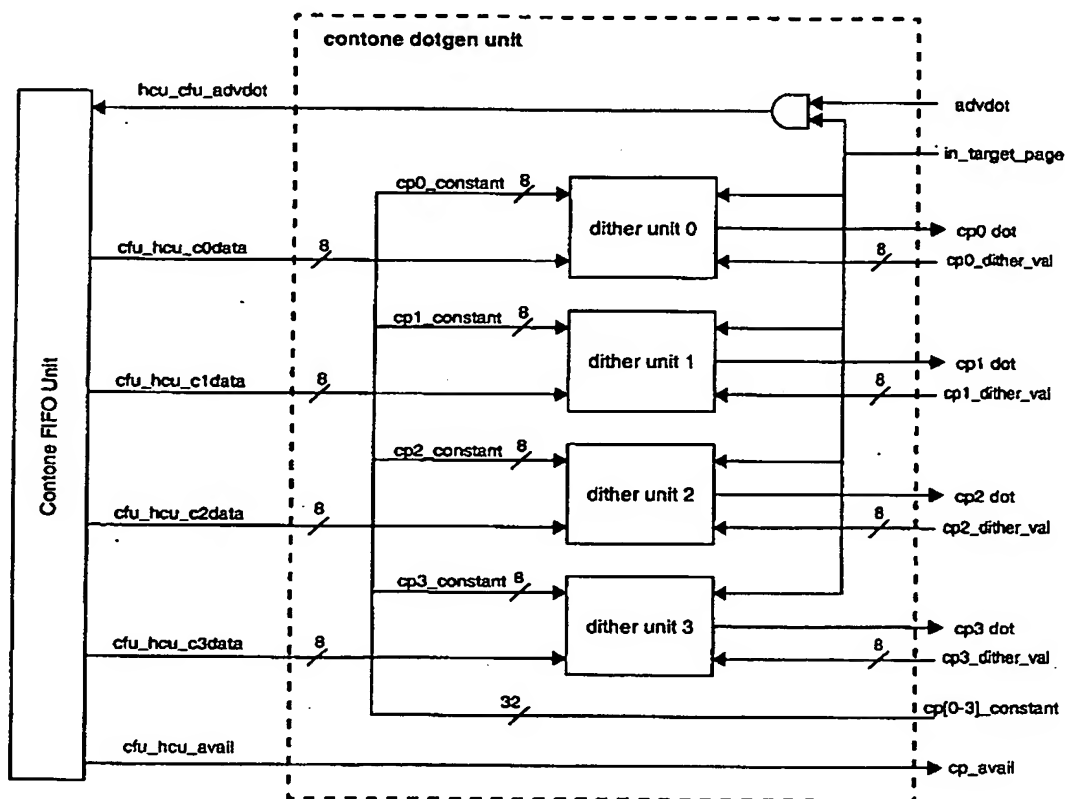 contone dotgen unit
hcu_cfu_advdot
advdot
in_target_page
cp0_constant 8
dither unit 0
cp0 dot
cfu_hcu_c0data 8
8 cp0_dither_val
cp1_constant 8
dither unit 1
cp1 dot
cfu_hcu_c1data 8
8 cp1_dither_val
Contone FIFO Unit
cp2_constant 8
dither unit 2
cp2 dot
cfu_hcu_c2data 8
8 cp2_dither_val
cp3_constant 8
dither unit 3
cp3 dot
cfu_hcu_c3data 8
8 cp3_dither_val
32 cp[0-3]_constant
cfu_hcu_avail
cp_avail